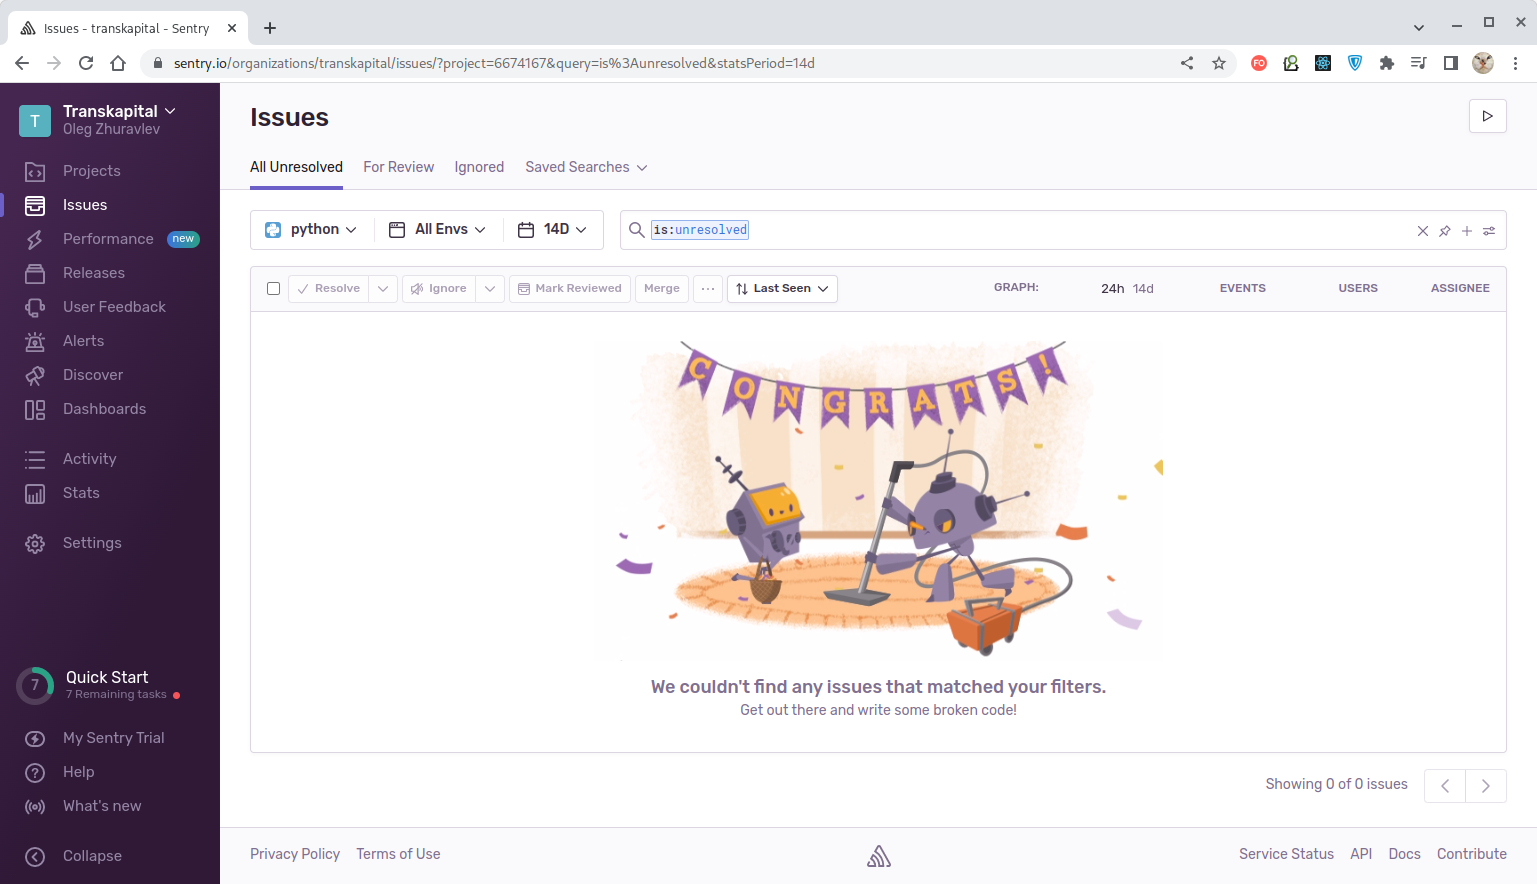 Issues - transkapital - Sentry
sentry.io/organizations/transkapital/issues/?project=6674167&query=is%3Aunresolved&statsPeriod=14d
FO
T
Transkapital
Oleg Zhuravlev
Projects
Issues
Performance new
Releases
User Feedback
Alerts
Discover
Dashboards
Activity
Stats
Settings
7
Quick Start
7 Remaining tasks
My Sentry Trial
Help
What's new
Collapse
Issues
All Unresolved For Review Ignored Saved Searches
python All Envs 14D is:unresolved
Resolve Ignore Mark Reviewed Merge Last Seen GRAPH: 24h 14d EVENTS USERS ASSIGNEE
CONGRATS!
We couldn't find any issues that matched your filters.
Get out there and write some broken code!
Showing 0 of 0 issues
Privacy Policy Terms of Use Service Status API Docs Contribute